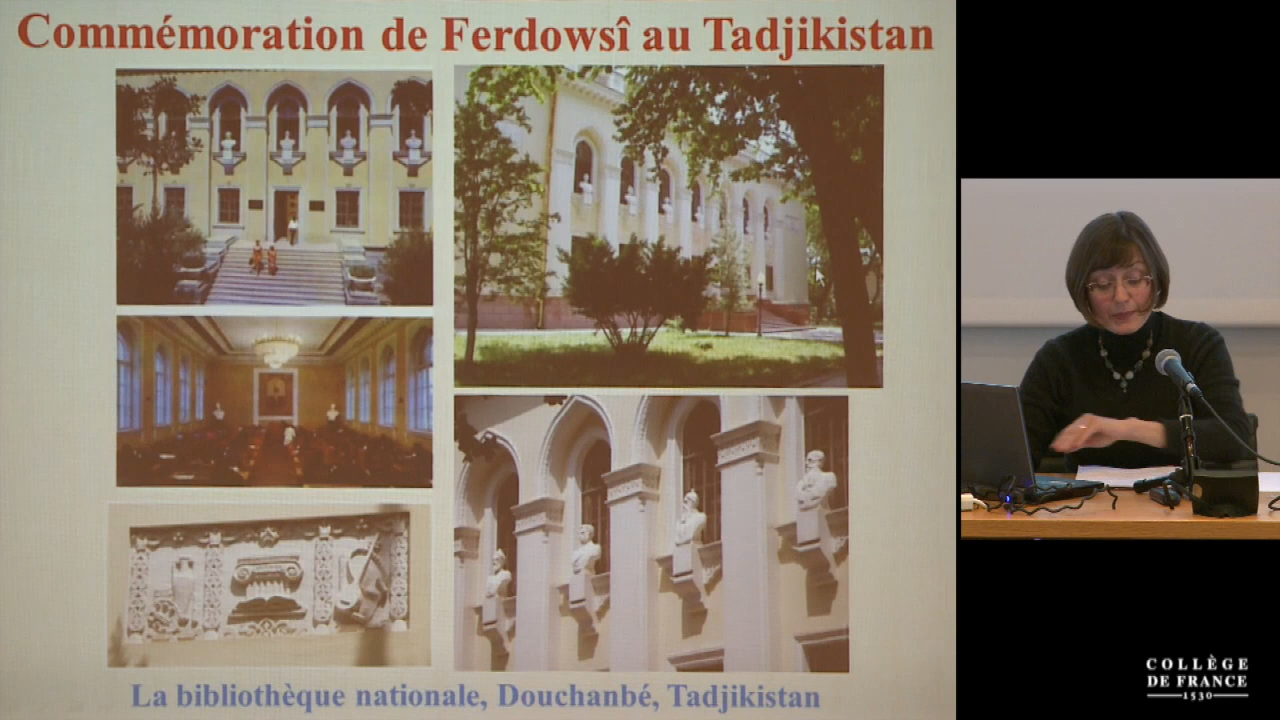 Commémoration de Ferdowsî au Tadjikistan
La bibliothèque nationale, Douchanbé, Tadjikistan
COLLÈGE
DE FRANCE
1530